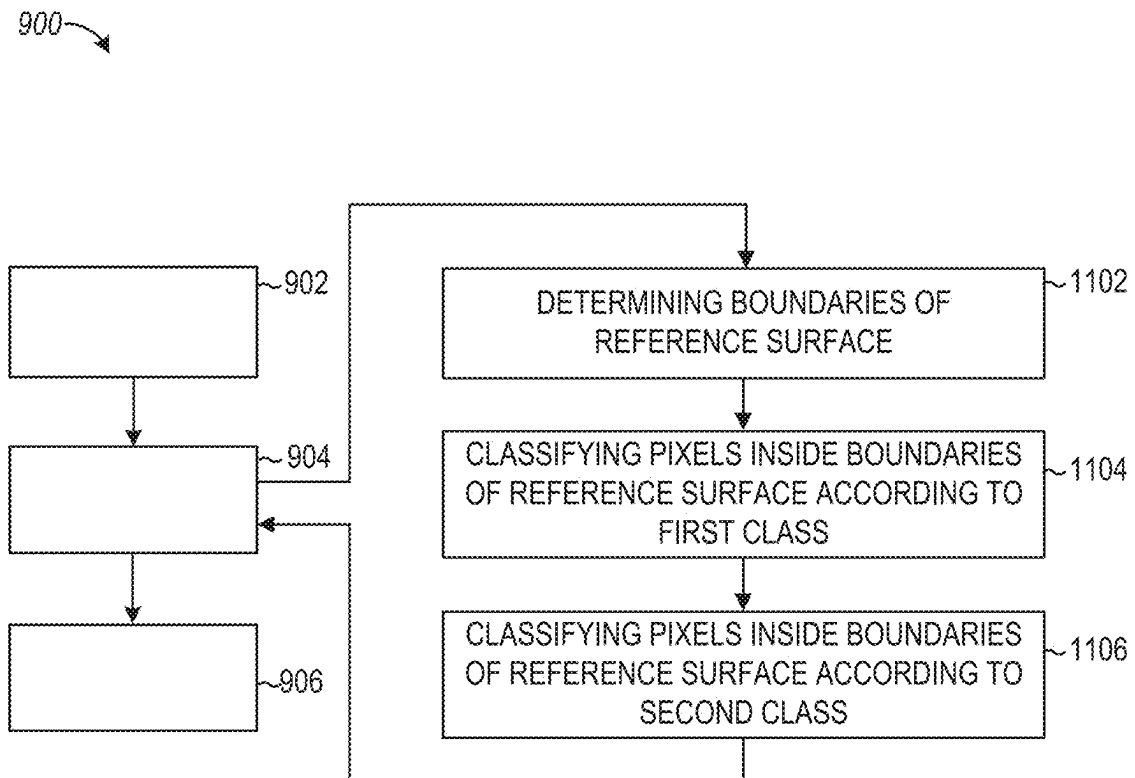 900
902
904
906
DETERMINING BOUNDARIES OF
REFERENCE SURFACE
1102
CLASSIFYING PIXELS INSIDE BOUNDARIES
OF REFERENCE SURFACE ACCORDING TO
FIRST CLASS
1104
CLASSIFYING PIXELS INSIDE BOUNDARIES
OF REFERENCE SURFACE ACCORDING TO
SECOND CLASS
1106